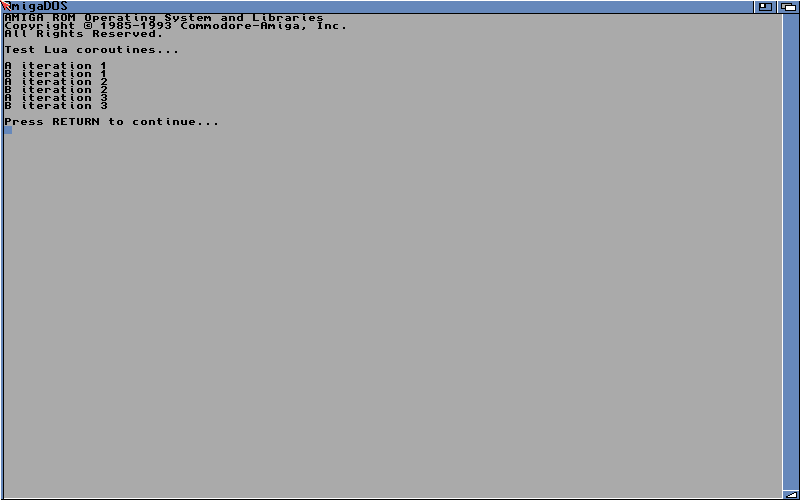 AmigaDOS
AMIGA ROM Operating System and Libraries
Copyright © 1985-1993 Commodore-Amiga, Inc.
All Rights Reserved.
Test Lua coroutines...
A iteration 1
B iteration 1
A iteration 2
B iteration 2
A iteration 3
B iteration 3
Press RETURN to continue...